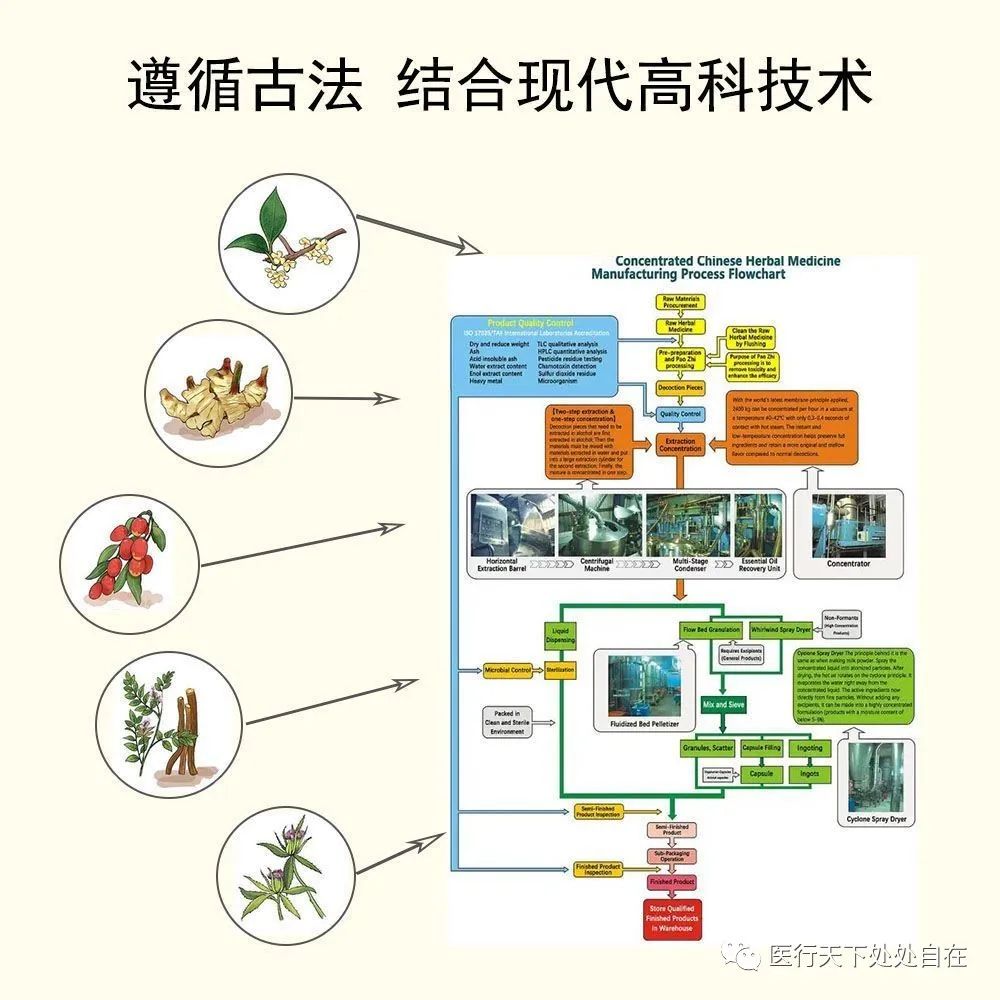 遵循古法 结合现代高科技术
Concentrated Chinese Herbal Medicine
Manufacturing Process Flowchart
Raw Materials
Procurement
Raw Herbal
Medicine
Clean the Raw
Herbal Medicine
by Flushing
Pre-preparation
and Pao Zhi
processing
Purpose of Pao Zhi
processing is to
remove toxicity and
enhance the efficacy
Decoction Pieces
Quality Control
Extraction
Concentration
Product Quality Control
ISO 17025/TAF International Laboratories Accreditation
Dry and reduce weight
Ash
Acid insoluble ash
Water extract content
Enol extract content
Heavy metal
TLC qualitative analysis
HPLC quantitative analysis
Pesticide residue testing
Chamotoxin detection
Sulfur dioxide residue
Microorganism
【Two-step extraction &
one-step concentration】
Decoction pieces that need to be
extracted in alcohol are first
extracted in alcohol; Then the
materials must be mixed with
materials extracted in water and put
into a large extraction cylinder for
the second extraction; Finally, the
mixture is concentrated in one step.
With the world's latest membrane principle applied,
2400 kg can be concentrated per hour in a vacuum at
a temperature 40-42℃ with only 0.3-0.4 seconds of
contact with hot steam. The instant and
low-temperature concentration helps preserve full
ingredients and retain a more original and mellow
flavor compared to normal decoctions.
Horizontal
Extraction Barrel
Centrifugal
Machine
Multi-Stage
Condenser
Essential Oil
Recovery Unit
Concentrator
Liquid
Dispensing
Flow Bed Granulation
Whirlwind Spray Dryer
Non-Formants
(High Concentration
Products)
Requires Excipients
(General Products)
Microbial Control
Sterilization
Packed in
Clean and Sterile
Environment
Fluidized Bed Pelletizer
Mix and Sieve
Cyclone Spray Dryer The principle behind it is the
same as when making milk powder. Spray the
concentrated liquid into atomized particles. After
drying, the hot air rotates on the cyclone principle. It
evaporates the water right away from the
concentrated liquid. The active ingredients now
directly form fine particles. Without adding any
excipients, it can be made into a highly concentrated
formulation (products with a moisture content of
below 5-8%).
Granules, Scatter
Capsule Filling
Ingoting
Capsule
Ingots
Cyclone Spray Dryer
Semi-Finished
Product Inspection
Semi-Finished
Product
Sub-Packaging
Operation
Finished Product
Inspection
Finished Product
Store Qualified
Finished Products
In Warehouse
医行天下处处自在